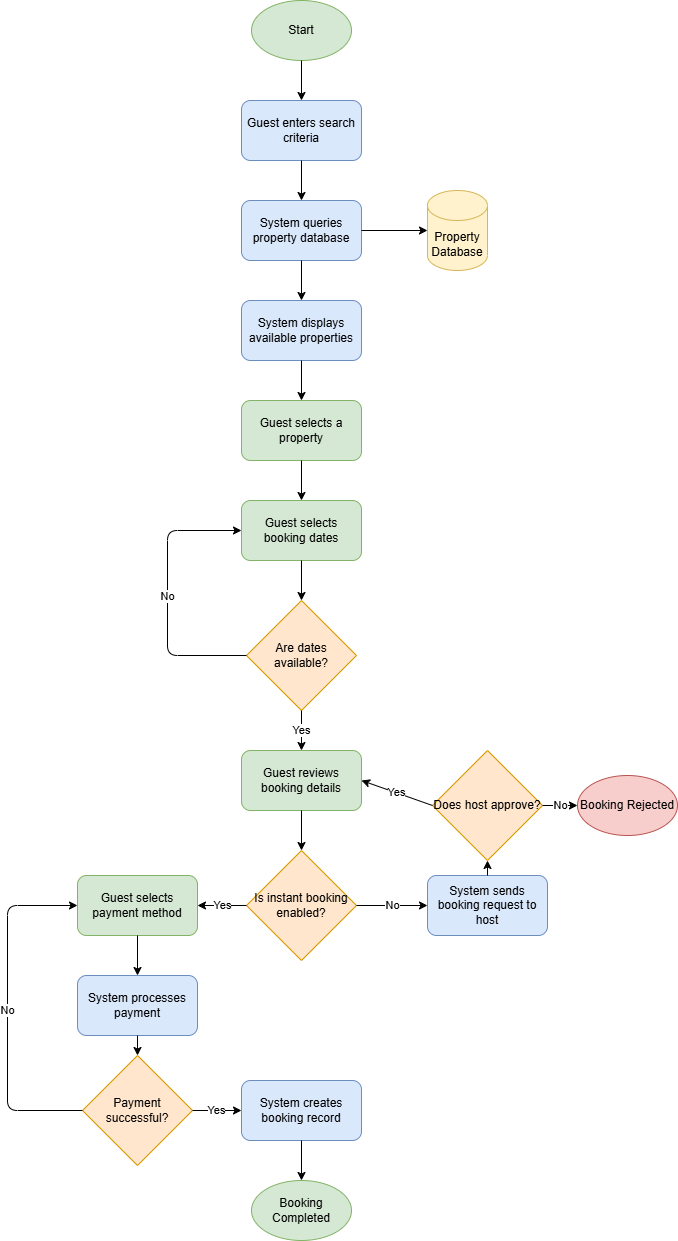 Start
Guest enters search
criteria
System queries
property database
Property
Database
System displays
available properties
Guest selects a
property
Guest selects
booking dates
No
Are dates
available?
Yes
Guest reviews
booking details
Yes
Does host approve?
No
Booking Rejected
Guest selects
payment method
Yes
Is instant booking
enabled?
No
System sends
booking request to
host
System processes
payment
No
Payment
successful?
Yes
System creates
booking record
Booking
Completed